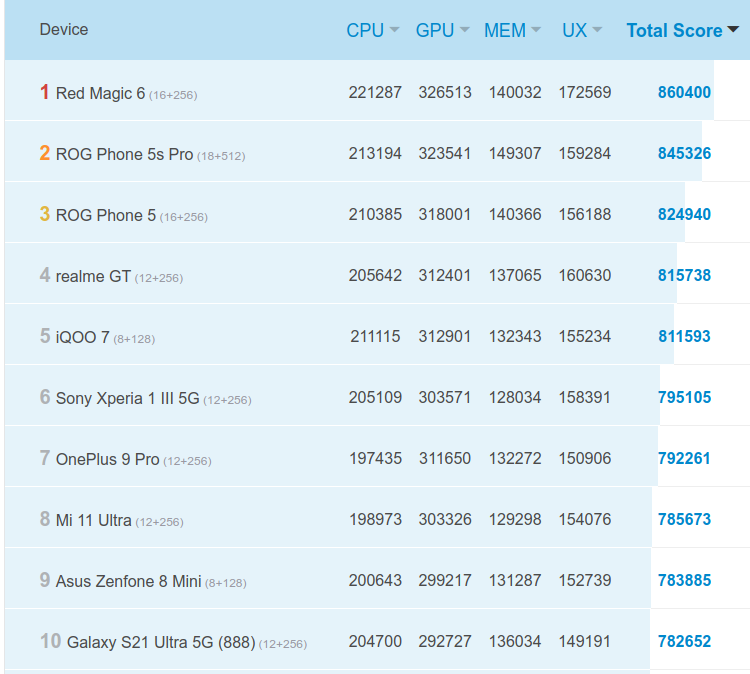 Device CPU GPU MEM UX Total Score
1 Red Magic 6 (16+256) 221287 326513 140032 172569 860400
2 ROG Phone 5s Pro (18+512) 213194 323541 149307 159284 845326
3 ROG Phone 5 (16+256) 210385 318001 140366 156188 824940
4 realme GT (12+256) 205642 312401 137065 160630 815738
5 iQOO 7 (8+128) 211115 312901 132343 155234 811593
6 Sony Xperia 1 III 5G (12+256) 205109 303571 128034 158391 795105
7 OnePlus 9 Pro (12+256) 197435 311650 132272 150906 792261
8 Mi 11 Ultra (12+256) 198973 303326 129298 154076 785673
9 Asus Zenfone 8 Mini (8+128) 200643 299217 131287 152739 783885
10 Galaxy S21 Ultra 5G (888) (12+256) 204700 292727 136034 149191 782652